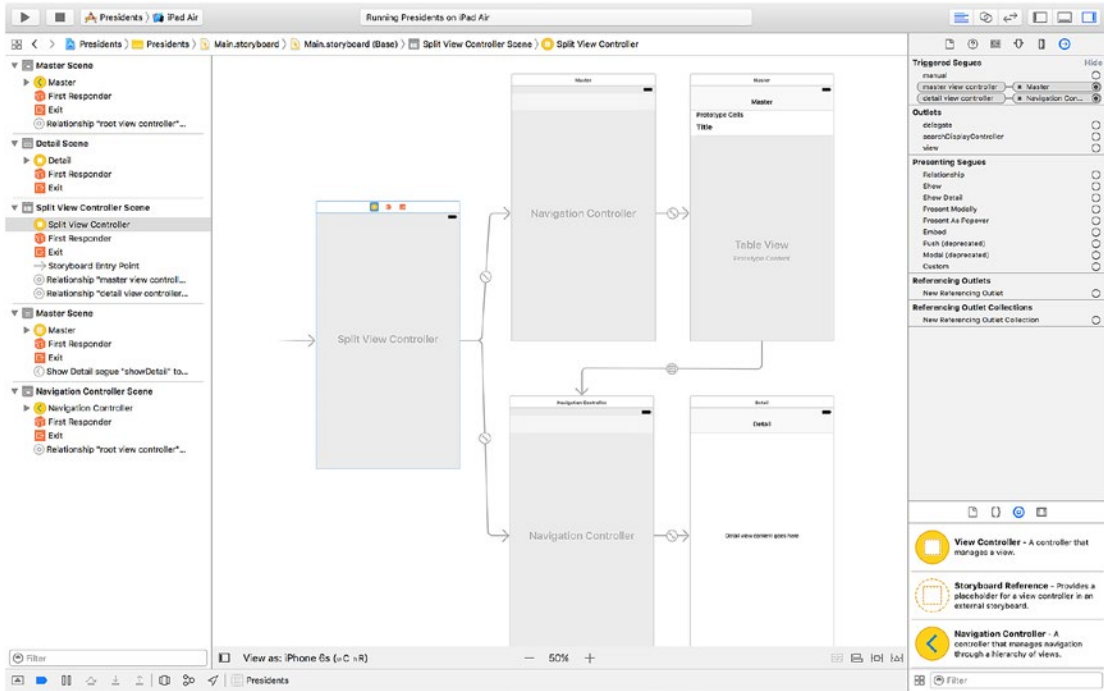 Presidents
iPad Air
Running Presidents on iPad Air
Presidents
Presidents
Main.storyboard
Main.storyboard (Base)
Split View Controller Scene
Split View Controller
Master Scene
Master
First Responder
Exit
Relationship "root view controller"...
Detail Scene
Detail
First Responder
Exit
Split View Controller Scene
Split View Controller
First Responder
Exit
Storyboard Entry Point
Relationship "master view controll...
Relationship "detail view controller...
Master Scene
Master
First Responder
Exit
Show Detail segue "showDetail" to...
Navigation Controller Scene
Navigation Controller
First Responder
Exit
Relationship "root view controller"...
Filter
Split View Controller
Master
Navigation Controller
Master
Master
Prototype Cells
Title
Table View
Prototype Content
Navigation Controller
Navigation Controller
Detail
Detail
Detail view content goes here
View as: iPhone 6s (wC hR)
— 50% +
Presidents
Triggered Segues Hide
manual
master view controller Master
detail view controller Navigation Con...
Outlets
delegate
searchDisplayController
view
Presenting Segues
Relationship
Show
Show Detail
Present Modally
Present As Popover
Embed
Push (deprecated)
Modal (deprecated)
Custom
Referencing Outlets
New Referencing Outlet
Referencing Outlet Collections
New Referencing Outlet Collection
View Controller - A controller that
manages a view.
Storyboard Reference - Provides a
placeholder for a view controller in an
external storyboard.
Navigation Controller - A
controller that manages navigation
through a hierarchy of views.
Filter